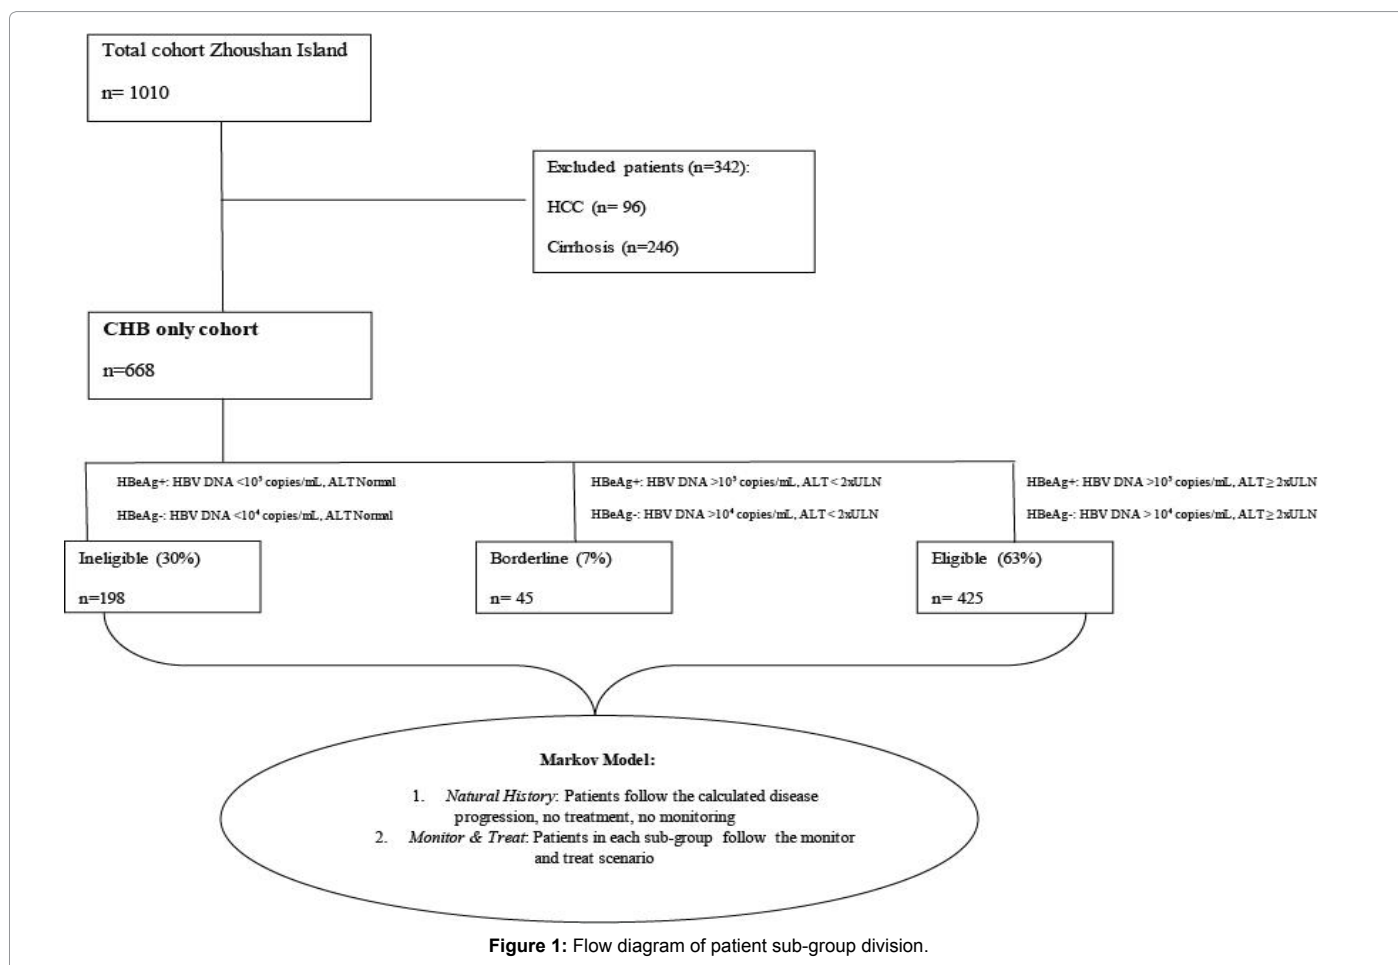 Total cohort Zhoushan Island
n= 1010
Excluded patients (n=342):
HCC (n= 96)
Cirrhosis (n=246)
CHB only cohort
n=668
HBeAg+: HBV DNA <10⁵ copies/mL, ALT Normal
HBeAg-: HBV DNA <10⁴ copies/mL, ALT Normal
HBeAg+: HBV DNA >10⁵ copies/mL, ALT < 2xULN
HBeAg-: HBV DNA >10⁴ copies/mL, ALT < 2xULN
HBeAg+: HBV DNA >10⁵ copies/mL, ALT ≥ 2xULN
HBeAg-: HBV DNA > 10⁴ copies/mL, ALT ≥ 2xULN
Ineligible (30%)
n=198
Borderline (7%)
n= 45
Eligible (63%)
n= 425
Markov Model:
1. Natural History: Patients follow the calculated disease
progression, no treatment, no monitoring
2. Monitor & Treat: Patients in each sub-group follow the monitor
and treat scenario
Figure 1: Flow diagram of patient sub-group division.